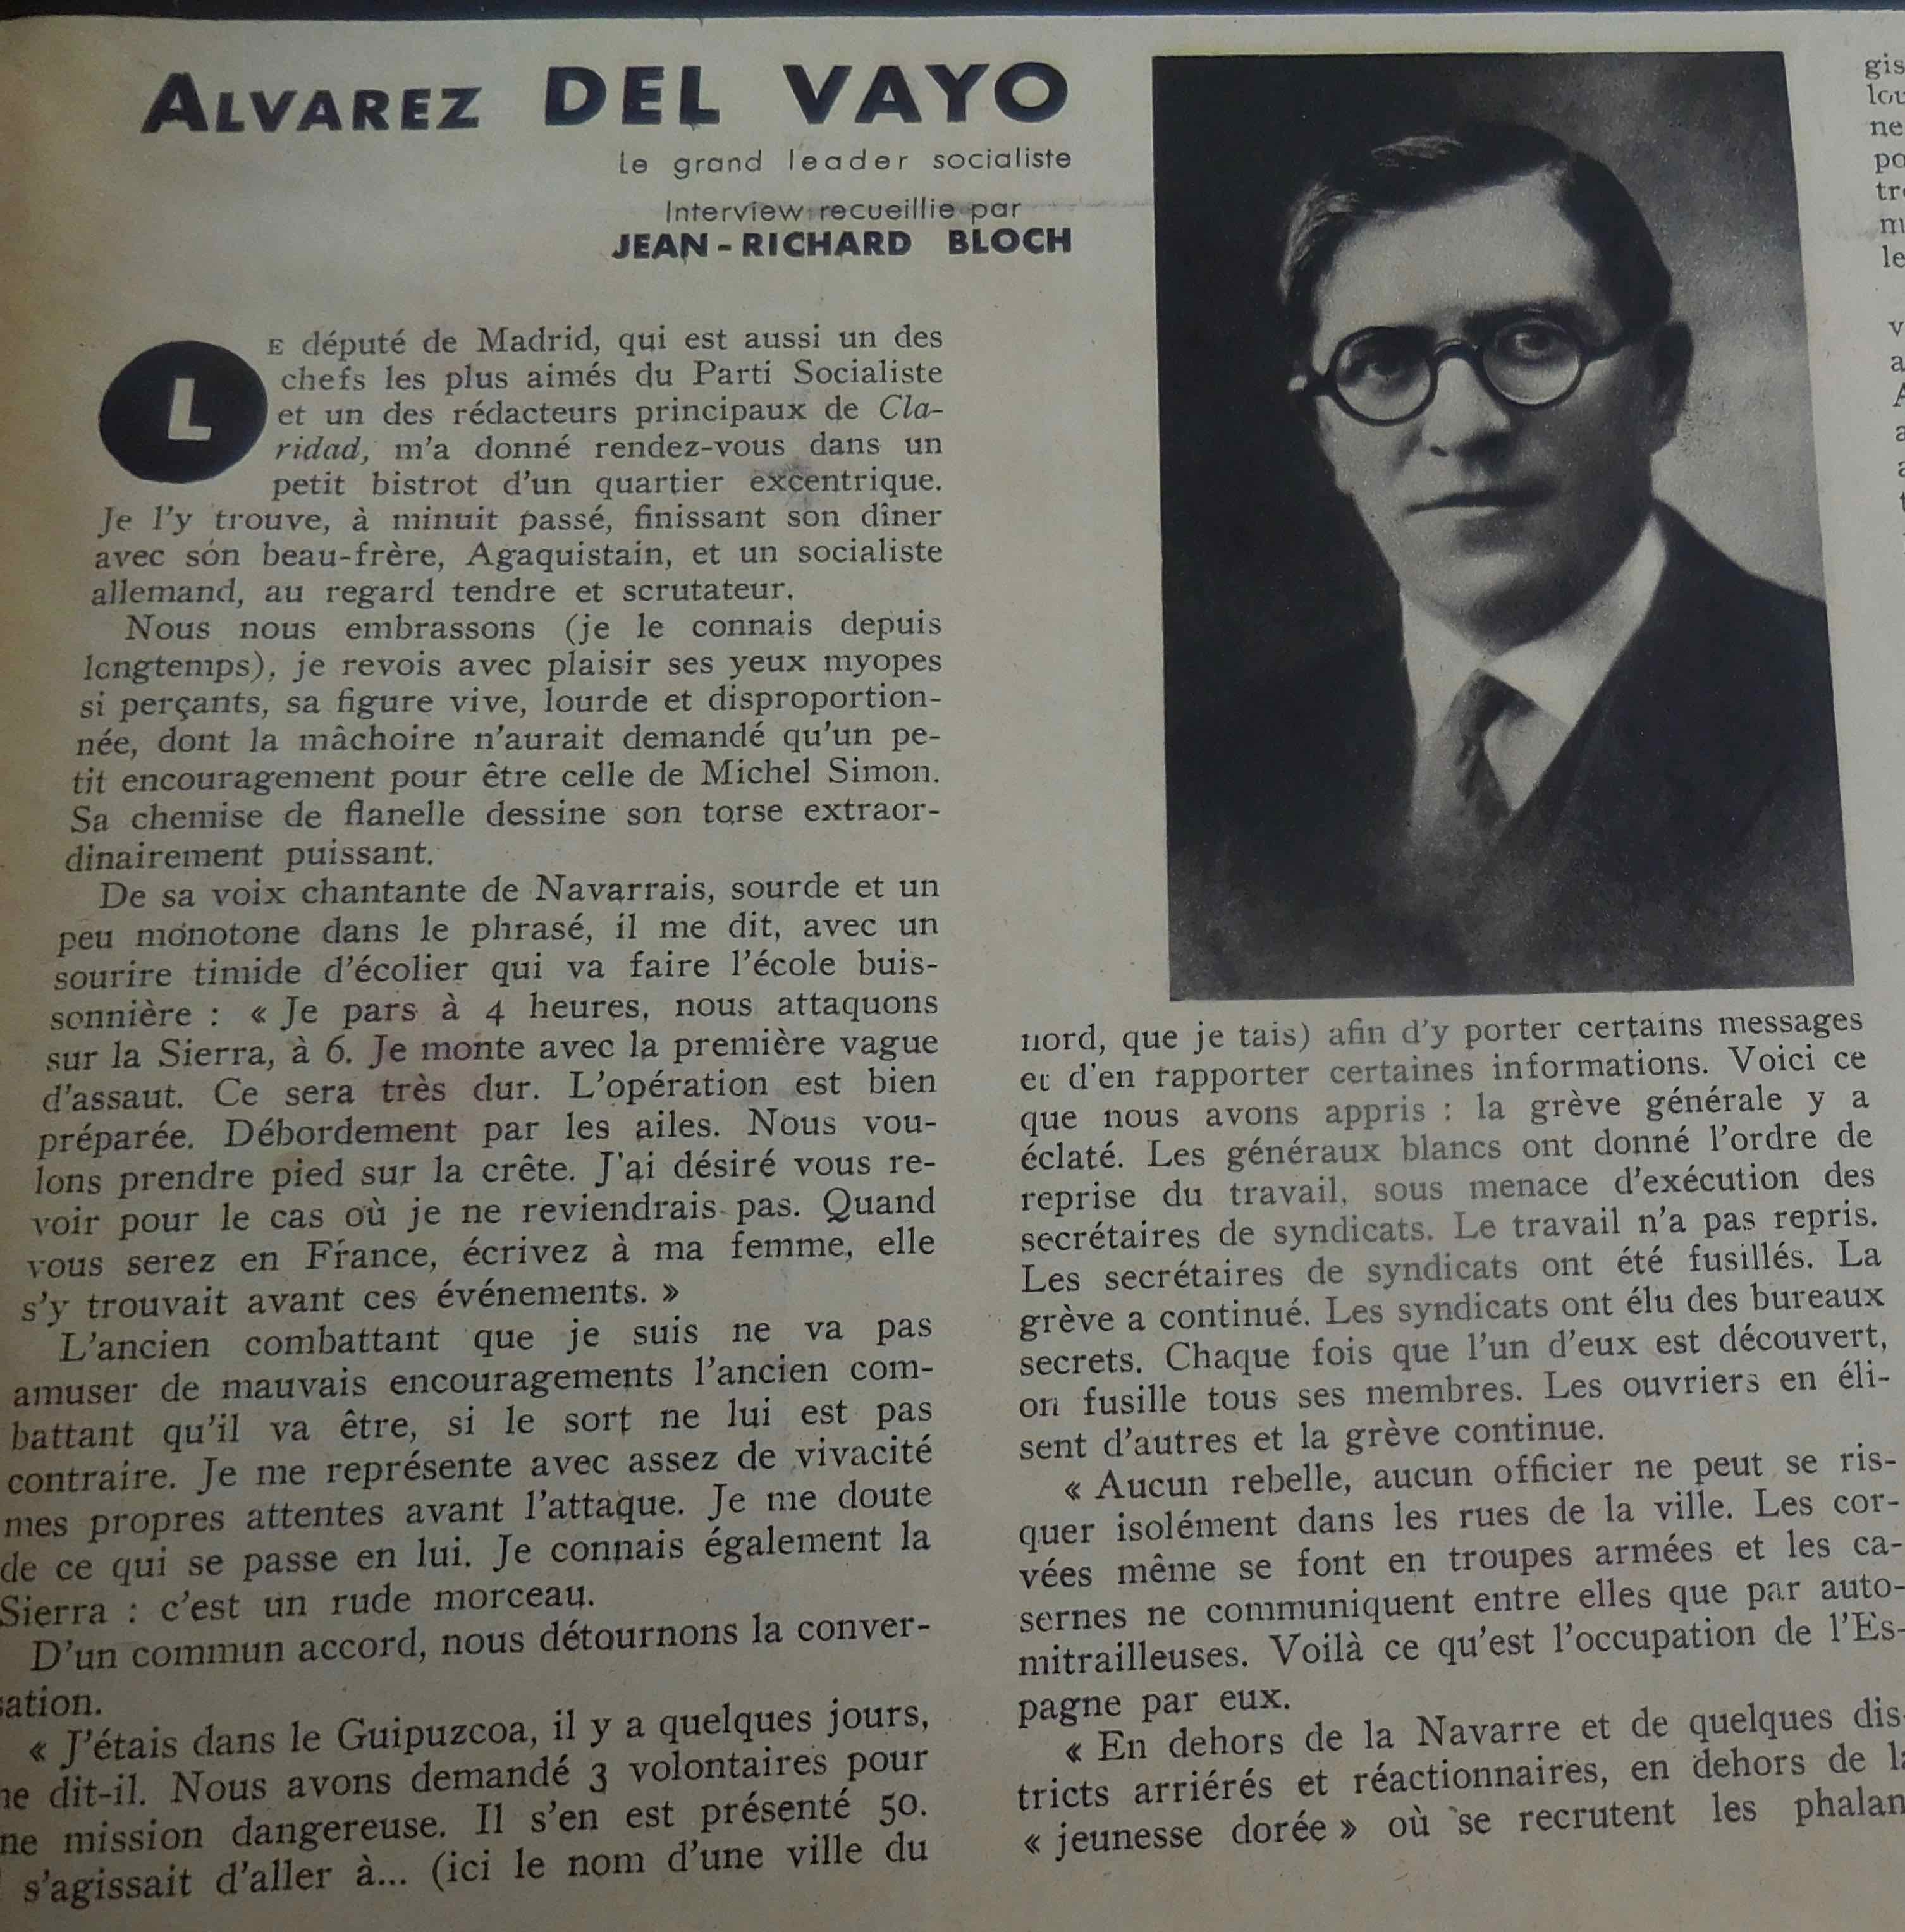 ALVAREZ DEL VAYO
Le grand leader socialiste
Interview recueillie par
JEAN-RICHARD BLOCH
LE député de Madrid, qui est aussi un des
chefs les plus aimés du Parti Socialiste
et un des rédacteurs principaux de Cla-
ridad, m'a donné rendez-vous dans un
petit bistrot d'un quartier excentrique.
Je l'y trouve, à minuit passé, finissant son dîner
avec son beau-frère, Agaquistain, et un socialiste
allemand, au regard tendre et scrutateur.
Nous nous embrassons (je le connais depuis
longtemps), je revois avec plaisir ses yeux myopes
si perçants, sa figure vive, lourde et disproportion-
née, dont la mâchoire n'aurait demandé qu'un pe-
tit encouragement pour être celle de Michel Simon.
Sa chemise de flanelle dessine son torse extraor-
dinairement puissant.
De sa voix chantante de Navarrais, sourde et un
peu monotone dans le phrasé, il me dit, avec un
sourire timide d'écolier qui va faire l'école buis-
sonnière : « Je pars à 4 heures, nous attaquons
sur la Sierra, à 6. Je monte avec la première vague
d'assaut. Ce sera très dur. L'opération est bien
préparée. Débordement par les ailes. Nous vou-
lons prendre pied sur la crête. J'ai désiré vous re-
voir pour le cas où je ne reviendrais pas. Quand
vous serez en France, écrivez à ma femme, elle
s'y trouvait avant ces événements. »
L'ancien combattant que je suis ne va pas
amuser de mauvais encouragements l'ancien com-
battant qu'il va être, si le sort ne lui est pas
contraire. Je me représente avec assez de vivacité
mes propres attentes avant l'attaque. Je me doute
de ce qui se passe en lui. Je connais également la
Sierra : c'est un rude morceau.
D'un commun accord, nous détournons la conver-
sation.
« J'étais dans le Guipuzcoa, il y a quelques jours,
me dit-il. Nous avons demandé 3 volontaires pour
ne mission dangereuse. Il s'en est présenté 50.
s'agissait d'aller à... (ici le nom d'une ville du
nord, que je tais) afin d'y porter certains messages
et d'en rapporter certaines informations. Voici ce
que nous avons appris : la grève générale y a
éclaté. Les généraux blancs ont donné l'ordre de
reprise du travail, sous menace d'exécution des
secrétaires de syndicats. Le travail n'a pas repris.
Les secrétaires de syndicats ont été fusillés. La
grève a continué. Les syndicats ont élu des bureaux
secrets. Chaque fois que l'un d'eux est découvert,
on fusille tous ses membres. Les ouvriers en éli-
sent d'autres et la grève continue.
« Aucun rebelle, aucun officier ne peut se ris-
quer isolément dans les rues de la ville. Les cor-
vées même se font en troupes armées et les ca-
sernes ne communiquent entre elles que par auto-
mitrailleuses. Voilà ce qu'est l'occupation de l'Es-
pagne par eux.
« En dehors de la Navarre et de quelques dis-
tricts arriérés et réactionnaires, en dehors de la
« jeunesse dorée » où se recrutent les phalan
gis
lou
ne
po
tr
le